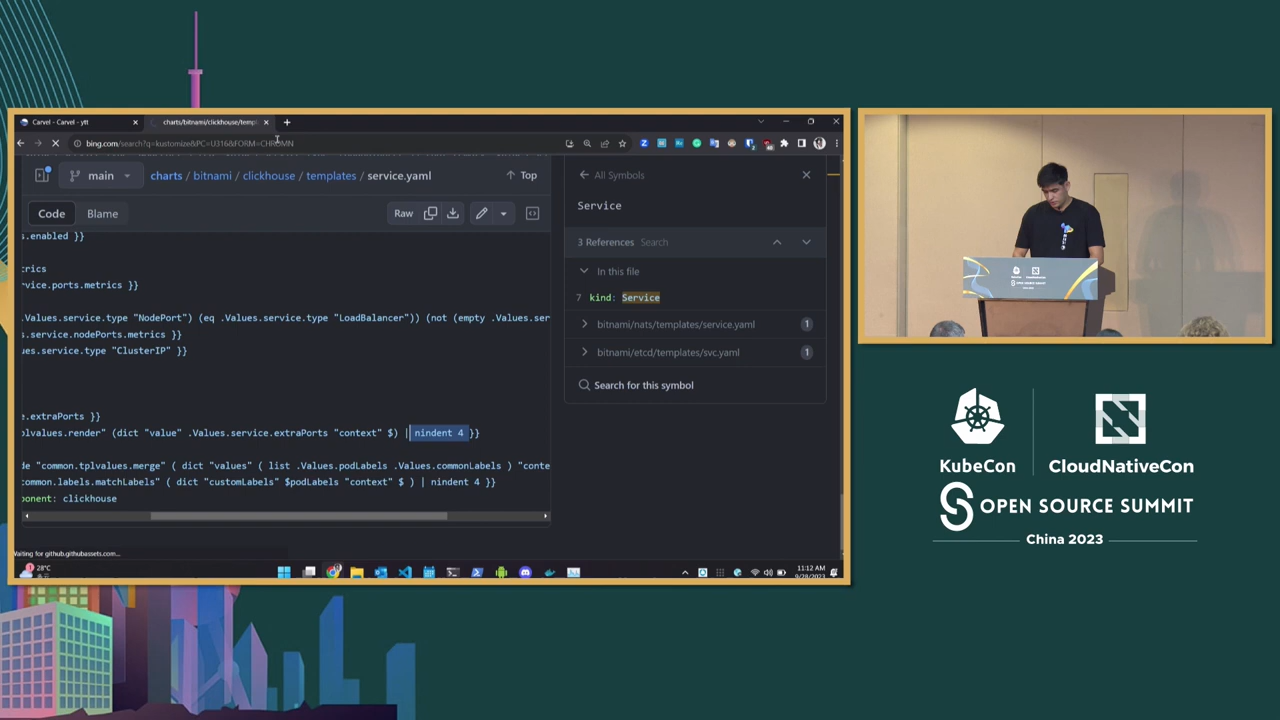 Carvel - Carvel - ytt
charts/bitnami/clickhouse/templ
bing.com/search?q=kustomize&PC=U316&FORM=CHROMN
main
charts / bitnami / clickhouse / templates / service.yaml
Top
Code
Blame
Raw
s.enabled }}
trics
rvice.ports.metrics }}
Values.service.type "NodePort") (eq .Values.service.type "LoadBalancer")) (not (empty .Values.ser
s.service.nodePorts.metrics }}
ues.service.type "ClusterIP" }}
e.extraPorts }}
plvalues.render" (dict "value" .Values.service.extraPorts "context" $) | nindent 4 }}
de "common.tplvalues.merge" ( dict "values" ( list .Values.podLabels .Values.commonLabels ) "conte
common.labels.matchLabels" ( dict "customLabels" $podLabels "context" $ ) | nindent 4 }}
ponent: clickhouse
All Symbols
Service
3 References Search
In this file
7 kind: Service
bitnami/nats/templates/service.yaml 1
bitnami/etcd/templates/svc.yaml 1
Search for this symbol
Waiting for github.githubassets.com...
28°C
11:12 AM
9/28/2023
KubeCon
CloudNativeCon
OPEN SOURCE SUMMIT
China 2023